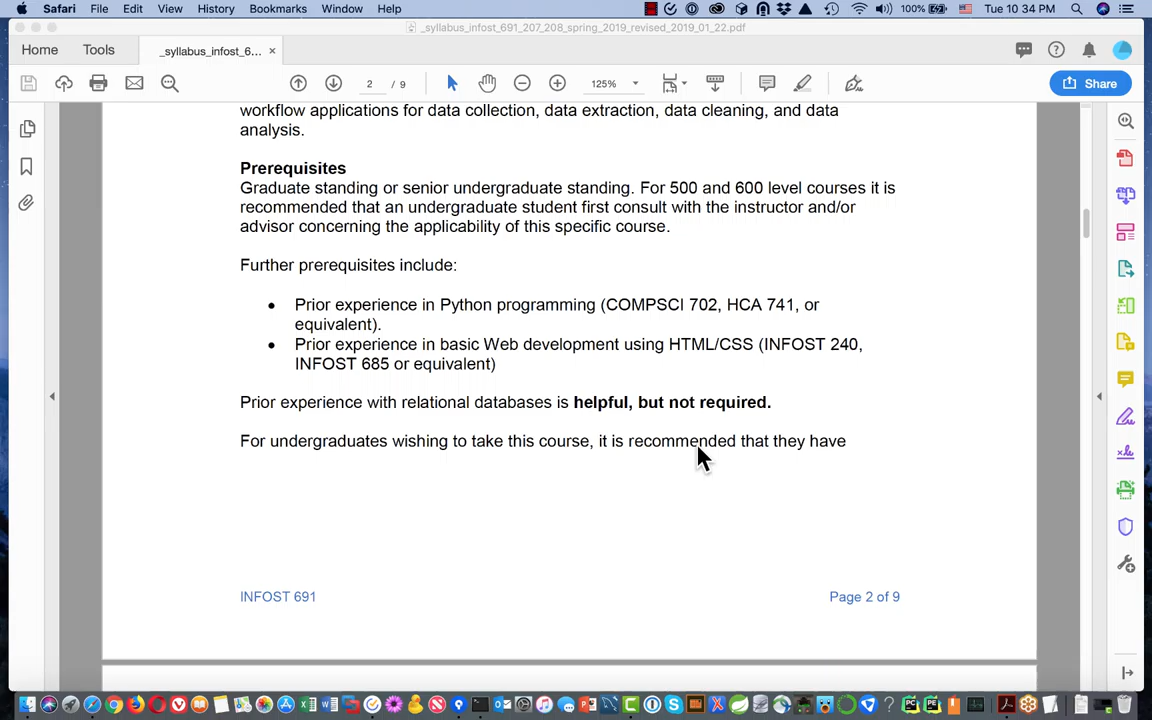 Safari File Edit View History Bookmarks Window Help 100% Tue 10 34 PM
_syllabus_infost_691_207_208_spring_2019_revised_2019_01_22.pdf
Home Tools _syllabus_infost_6... ×
2 / 9 125% Share
workflow applications for data collection, data extraction, data cleaning, and data
analysis.
Prerequisites
Graduate standing or senior undergraduate standing. For 500 and 600 level courses it is
recommended that an undergraduate student first consult with the instructor and/or
advisor concerning the applicability of this specific course.
Further prerequisites include:
• Prior experience in Python programming (COMPSCI 702, HCA 741, or
equivalent).
• Prior experience in basic Web development using HTML/CSS (INFOST 240,
INFOST 685 or equivalent)
Prior experience with relational databases is helpful, but not required.
For undergraduates wishing to take this course, it is recommended that they have
INFOST 691 Page 2 of 9